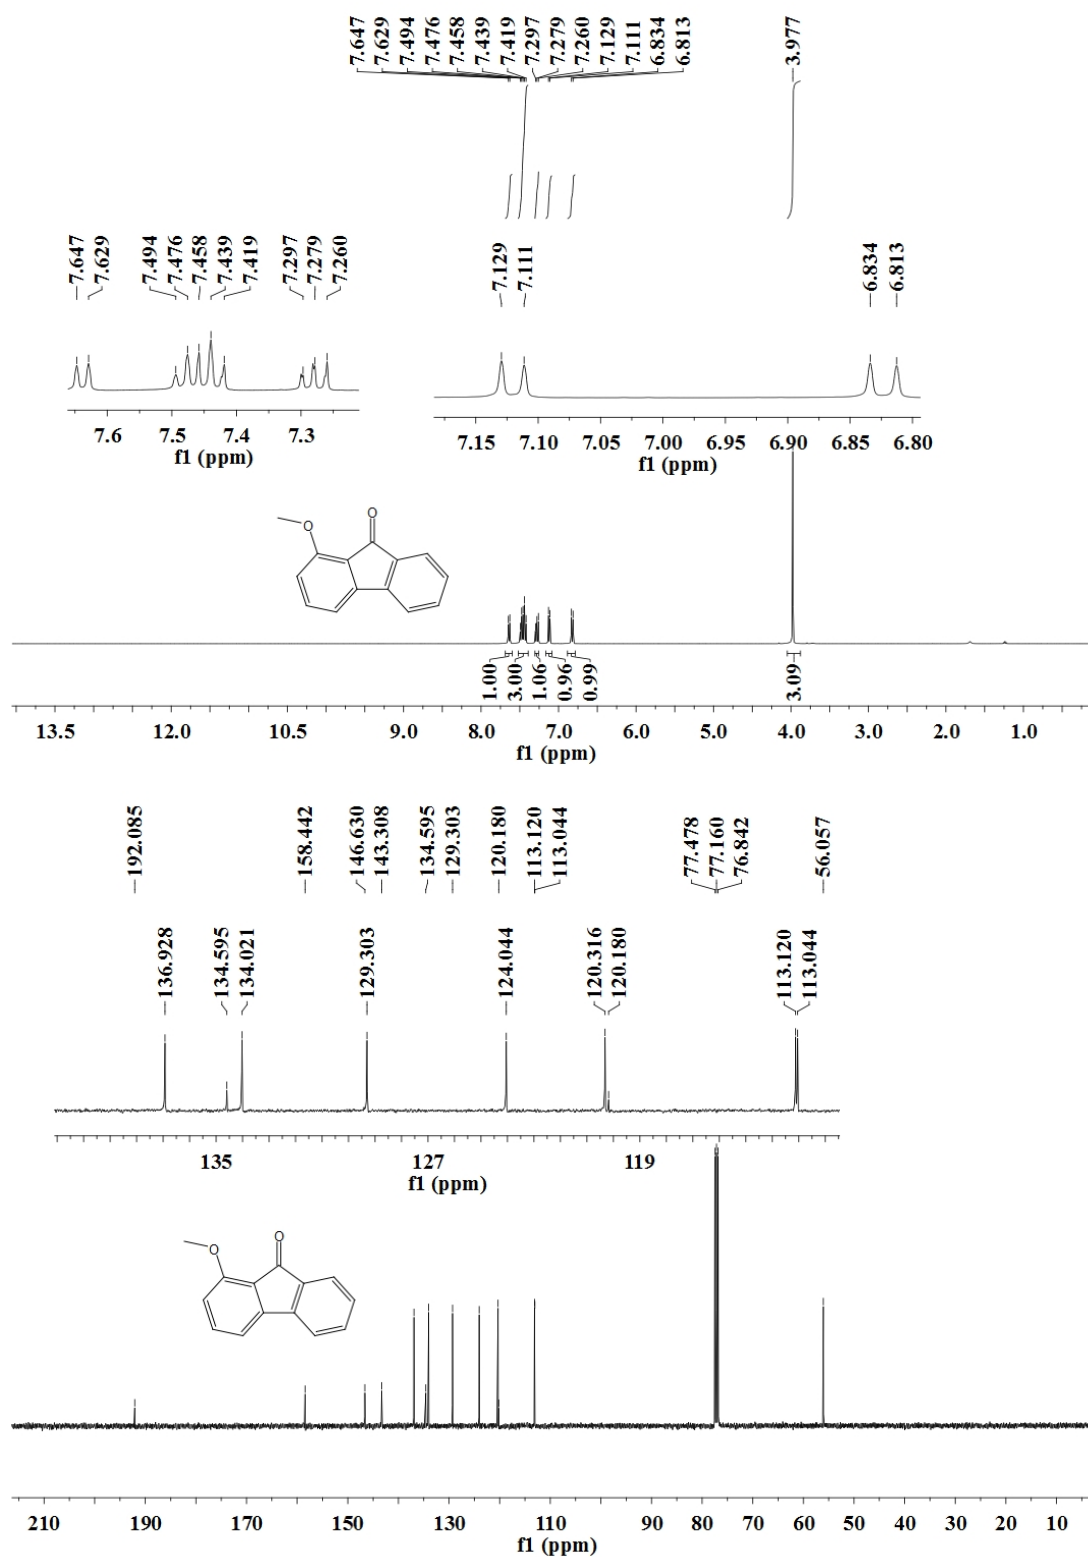 7.647 7.629 7.494 7.476 7.458 7.439 7.419 7.297 7.279 7.260 7.129 7.111 6.834 6.813 3.977
7.647 7.629 7.494 7.476 7.458 7.439 7.419 7.297 7.279 7.260 7.129 7.111 6.834 6.813
7.6 7.5 7.4 7.3
f1 (ppm)
7.15 7.10 7.05 7.00 6.95 6.90 6.85 6.80
f1 (ppm)
O
O
1.00 3.00 1.06 0.96 0.99 3.09
13.5 12.0 10.5 9.0 8.0 7.0 6.0 5.0 4.0 3.0 2.0 1.0
f1 (ppm)
192.085 158.442 146.630 143.308 134.595 129.303 120.180 113.120 113.044 77.478 77.160 76.842 56.057
136.928 134.595 134.021 129.303 124.044 120.316 120.180 113.120 113.044
135 127 119
f1 (ppm)
O
O
210 190 170 150 130 110 90 80 70 60 50 40 30 20 10
f1 (ppm)